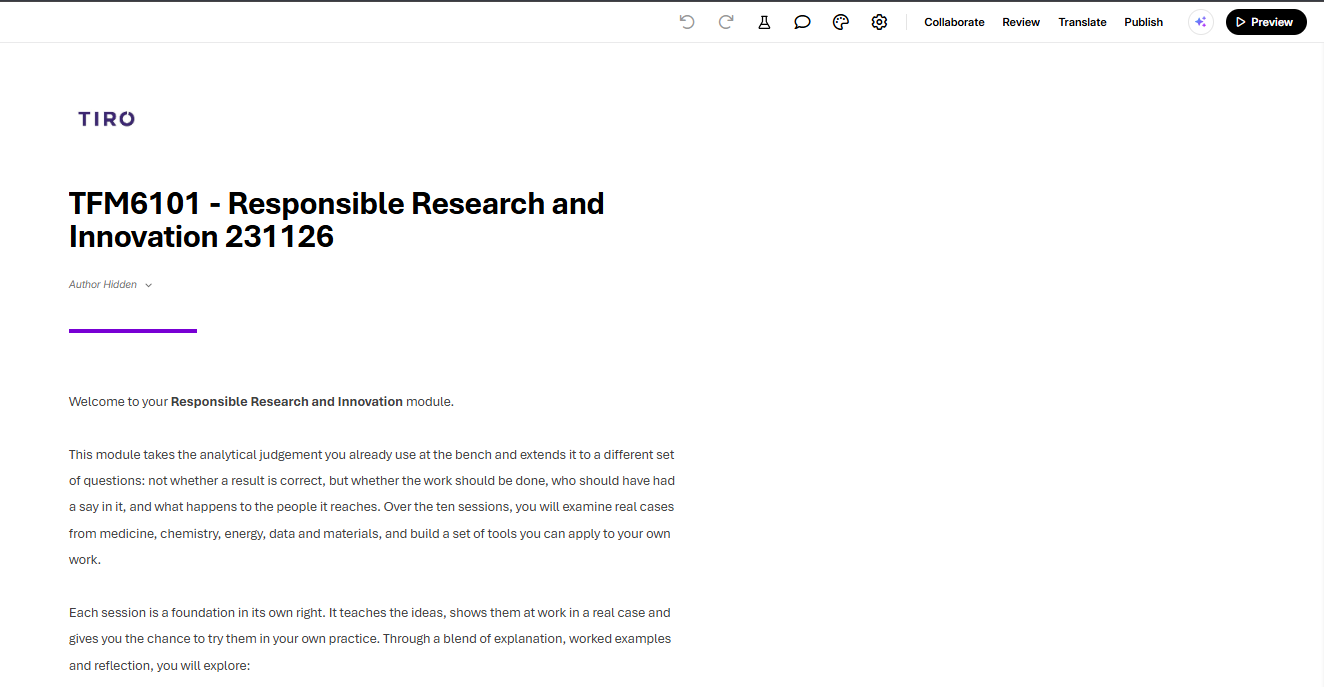 Collaborate Review Translate Publish Preview
TIRO
TFM6101 - Responsible Research and
Innovation 231126
Author Hidden
Welcome to your Responsible Research and Innovation module.
This module takes the analytical judgement you already use at the bench and extends it to a different set
of questions: not whether a result is correct, but whether the work should be done, who should have had
a say in it, and what happens to the people it reaches. Over the ten sessions, you will examine real cases
from medicine, chemistry, energy, data and materials, and build a set of tools you can apply to your own
work.
Each session is a foundation in its own right. It teaches the ideas, shows them at work in a real case and
gives you the chance to try them in your own practice. Through a blend of explanation, worked examples
and reflection, you will explore: